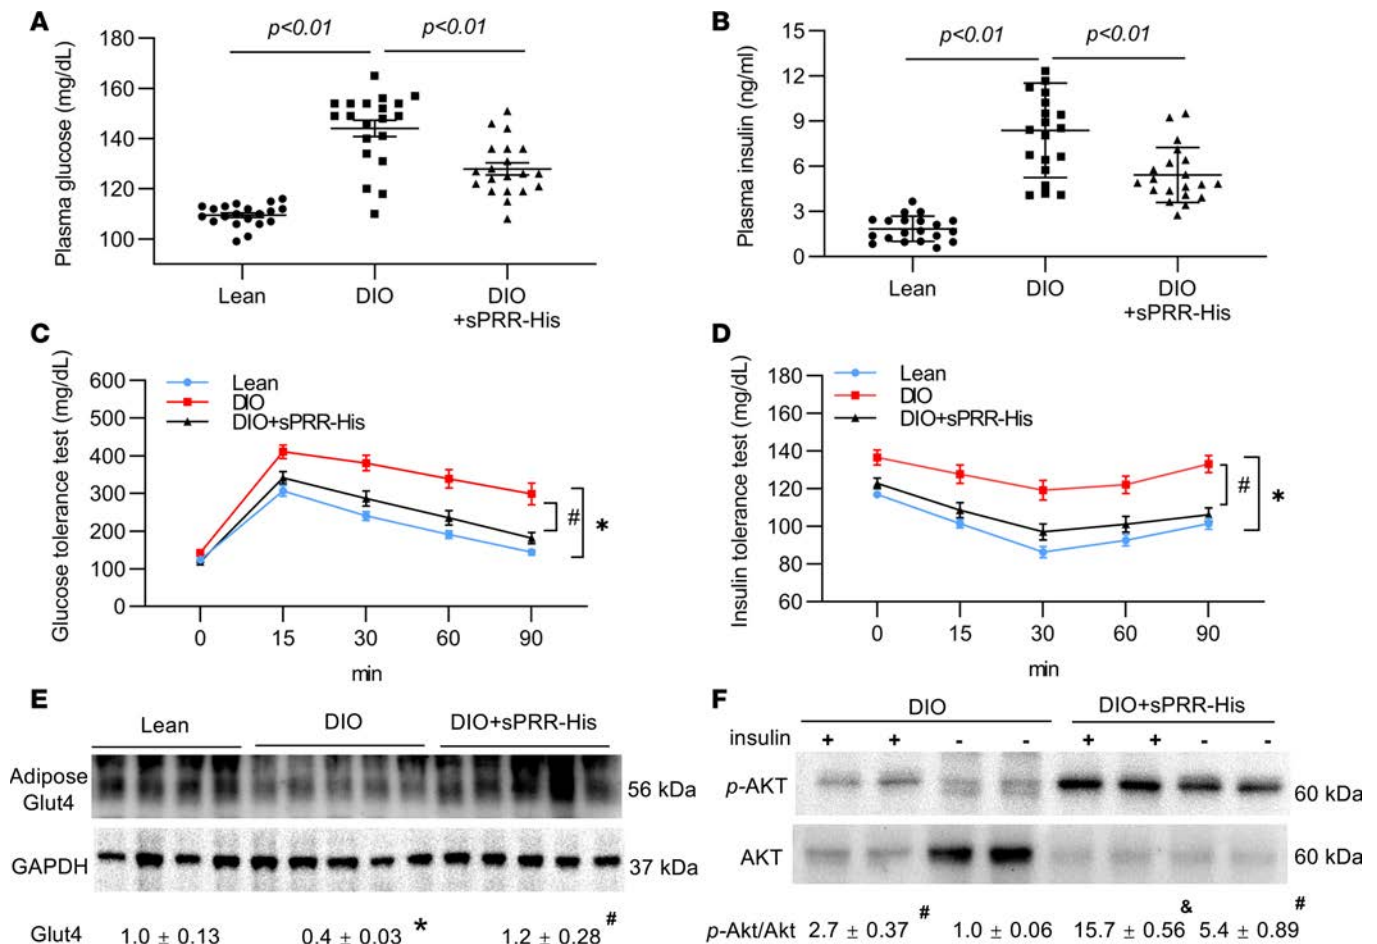 A
p<0.01
p<0.01
Plasma glucose (mg/dL)
180
160
140
120
100
Lean
DIO
DIO
+sPRR-His
B
p<0.01
p<0.01
Plasma insulin (ng/ml)
15
12
9
6
3
0
Lean
DIO
DIO
+sPRR-His
C
Glucose tolerance test (mg/dL)
600
500
400
300
200
100
0
Lean
DIO
DIO+sPRR-His
#
*
0
15
30
60
90
min
D
Insulin tolerance test (mg/dL)
180
160
140
120
100
80
60
Lean
DIO
DIO+sPRR-His
#
*
0
15
30
60
90
min
E
Lean
DIO
DIO+sPRR-His
Adipose
Glut4
56 kDa
GAPDH
37 kDa
Glut4
1.0 ± 0.13
0.4 ± 0.03 *
1.2 ± 0.28 #
F
DIO
DIO+sPRR-His
insulin
+ + - - + + - -
p-AKT
60 kDa
AKT
60 kDa
p-Akt/Akt
2.7 ± 0.37 #
1.0 ± 0.06
15.7 ± 0.56 &
5.4 ± 0.89 #